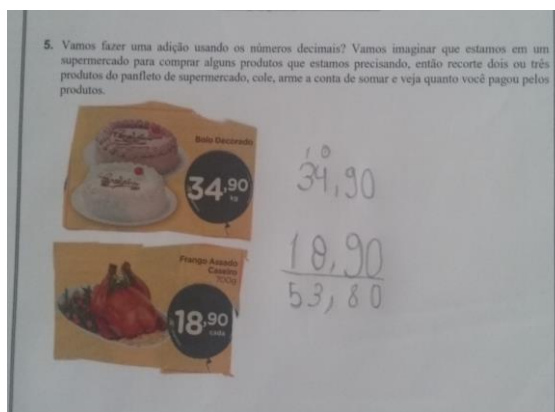 5. Vamos fazer uma adição usando os números decimais? Vamos imaginar que estamos em um
supermercado para comprar alguns produtos que estamos precisando, então recorte dois ou três
produtos do panfleto de supermercado, cole, arme a conta de somar e veja quanto você pagou pelos
produtos.
Bolo Decorado
34,90
kg
1 0
34,90
18,90
53,80
Frango Assado
Caseiro
700g
18,90
cada